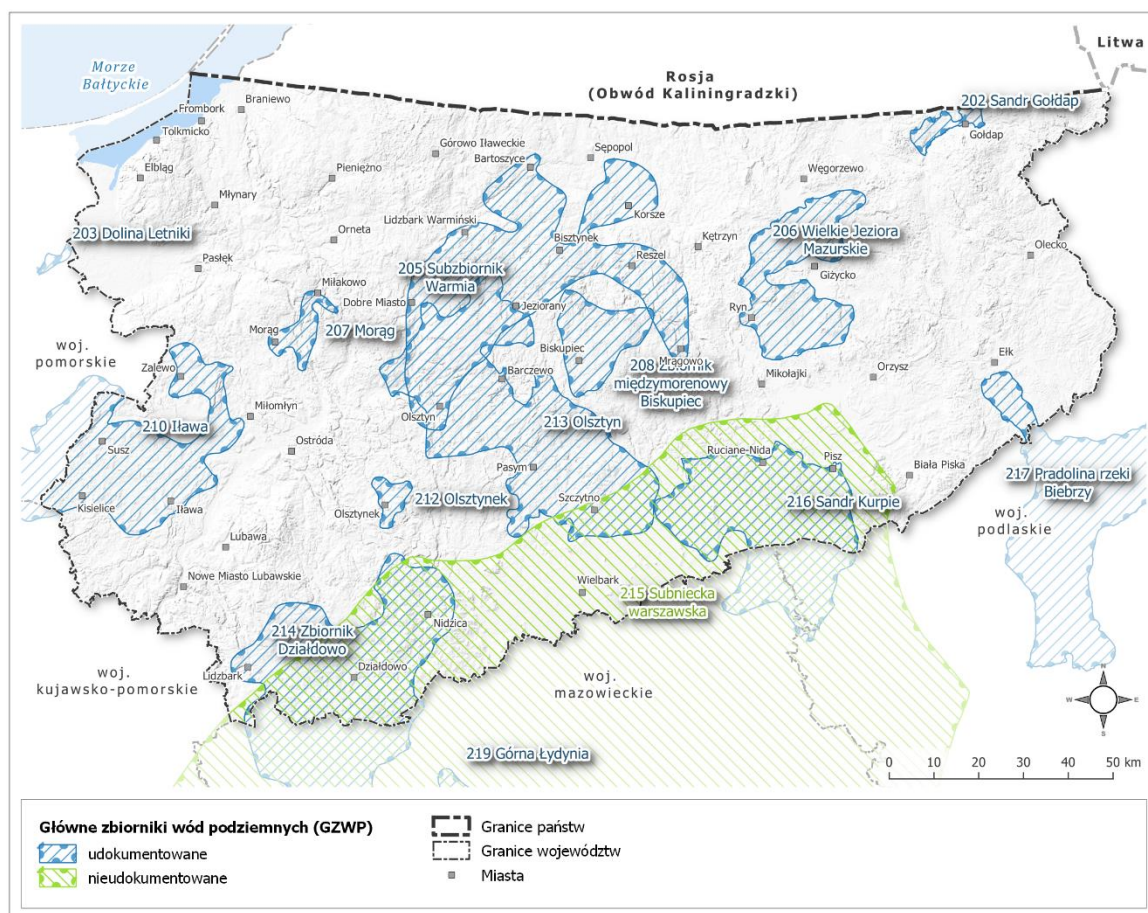 Litwa
Morze
Bałtyckie
Rosja
(Obwód Kaliningradzki)
202 Sandr Gołdap
Gołdap
Braniewo
Frombork
Tolkmicko
Górowo Iławeckie
Sępopol
Bartoszyce
Elbląg
Pieniężno
Węgorzewo
Młynary
Korsze
Lidzbark Warmiński
203 Dolina Letniki
Orneta
Bisztynek
Kętrzyn
206 Wielkie Jeziora
Mazurskie
Olecko
Pasłęk
Reszel
Giżycko
205 Subzbiornik
Warmia
Miłakowo
Dobre Miasto
Jeziorany
Ryn
207 Morąg
Morąg
woj.
pomorskie
Biskupiec
Mrągowo
208 Zbiornik
międzymorenowy
Biskupiec
Ełk
Zalewo
Barczewo
Mikołajki
Orzysz
Olsztyn
Miłomłyn
210 Iława
213 Olsztyn
Susz
Ostróda
Ruciane-Nida
Pisz
Pasym
Biała Piska
217 Pradolina rzeki
Biebrzy
Kisielice
Iława
212 Olsztynek
Olsztynek
Szczytno
216 Sandr Kurpie
woj.
podlaskie
Lubawa
Nowe Miasto Lubawskie
Wielbark
215 Subniecka
warszawska
Nidzica
214 Zbiornik
Działdowo
Lidzbark
Działdowo
woj.
kujawsko-pomorskie
woj.
mazowieckie
N
W
E
S
219 Górna Łydynia
0 10 20 30 40 50 km
Główne zbiorniki wód podziemnych (GZWP)
udokumentowane
nieudokumentowane
Granice państw
Granice województw
Miasta